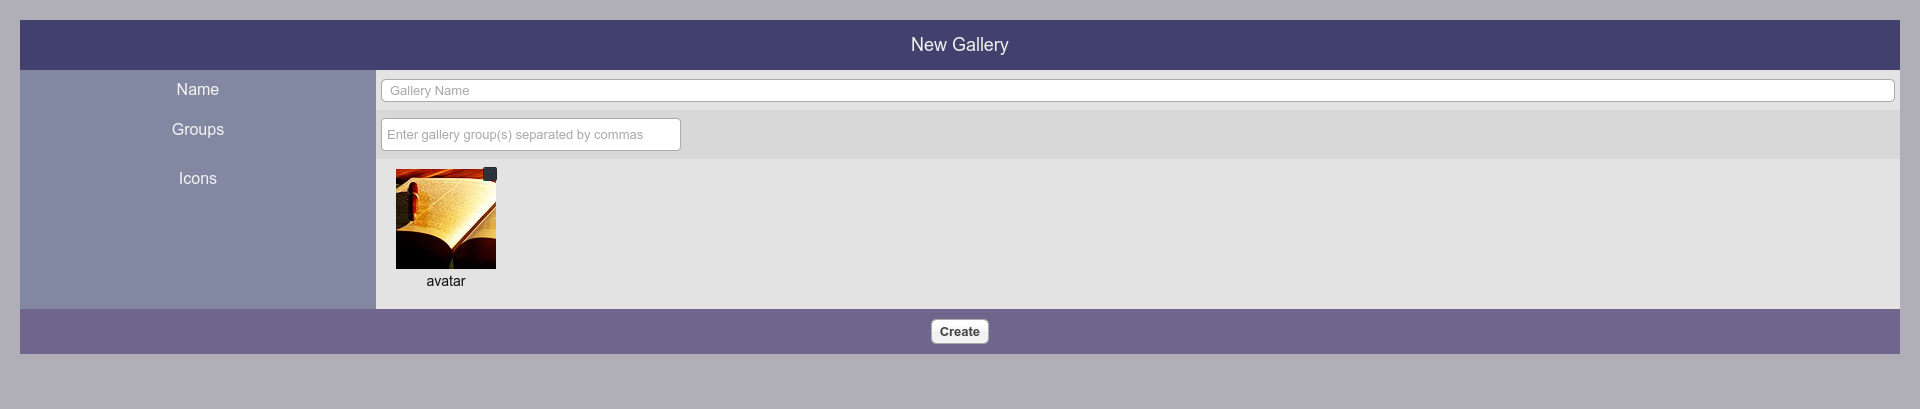 New Gallery
Name
Gallery Name
Groups
Enter gallery group(s) separated by commas
Icons
avatar
Create